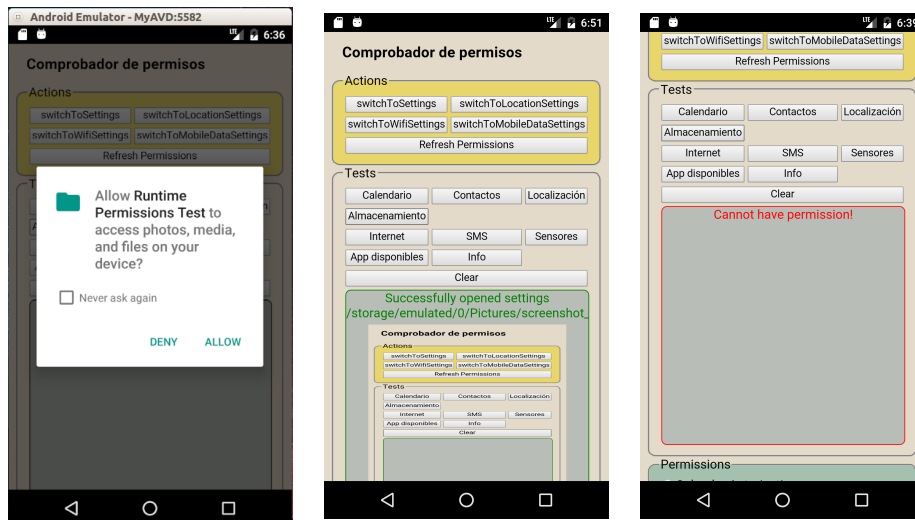 Android Emulator - MyAVD:5582
LTE 6:36
Comprobador de permisos
Actions
switchToSettings switchToLocationSettings
switchToWifiSettings switchToMobileDataSettings
Refresh Permissions
Allow Runtime
Permissions Test to
access photos, media,
and files on your
device?
Never ask again
DENY ALLOW
LTE 6:51
Comprobador de permisos
Actions
switchToSettings switchToLocationSettings
switchToWifiSettings switchToMobileDataSettings
Refresh Permissions
Tests
Calendario Contactos Localización
Almacenamiento
Internet SMS Sensores
App disponibles Info
Clear
Successfully opened settings
/storage/emulated/0/Pictures/screenshot_
Comprobador de permisos
Actions
switchToSettings switchToLocationSettings
switchToWifiSettings switchToMobileDataSettings
Refresh Permissions
Tests
Calendario Contactos Localización
Almacenamiento
Internet SMS Sensores
App disponibles Info
Clear
LTE 6:39
switchToWifiSettings switchToMobileDataSettings
Refresh Permissions
Tests
Calendario Contactos Localización
Almacenamiento
Internet SMS Sensores
App disponibles Info
Clear
Cannot have permission!
Permissions